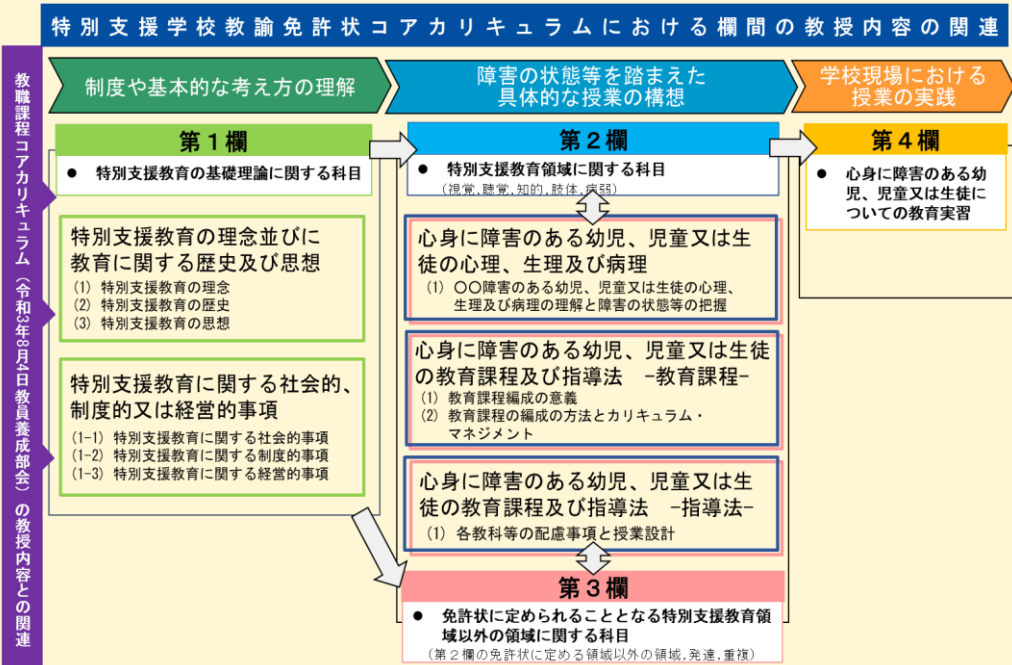 特別支援学校教諭免許状コアカリキュラムにおける欄間の教授内容の関連
教職課程コアカリキュラム（令和3年8月4日教員養成部会）の教授内容との関連
制度や基本的な考え方の理解
障害の状態等を踏まえた
具体的な授業の構想
学校現場における
授業の実践
第１欄
● 特別支援教育の基礎理論に関する科目
特別支援教育の理念並びに
教育に関する歴史及び思想
(1) 特別支援教育の理念
(2) 特別支援教育の歴史
(3) 特別支援教育の思想
特別支援教育に関する社会的、
制度的又は経営的事項
(1-1) 特別支援教育に関する社会的事項
(1-2) 特別支援教育に関する制度的事項
(1-3) 特別支援教育に関する経営的事項
第２欄
● 特別支援教育領域に関する科目
(視覚,聴覚,知的,肢体,病弱)
心身に障害のある幼児、児童又は生
徒の心理、生理及び病理
(1) 〇〇障害のある幼児、児童又は生徒の心理、
生理及び病理の理解と障害の状態等の把握
心身に障害のある幼児、児童又は生徒
の教育課程及び指導法 -教育課程-
(1) 教育課程編成の意義
(2) 教育課程の編成の方法とカリキュラム・
マネジメント
心身に障害のある幼児、児童又は生
徒の教育課程及び指導法 -指導法-
(1) 各教科等の配慮事項と授業設計
第３欄
● 免許状に定められることとなる特別支援教育領
域以外の領域に関する科目
(第２欄の免許状に定める領域以外の領域,発達,重複)
第４欄
● 心身に障害のある幼
児、児童又は生徒に
ついての教育実習